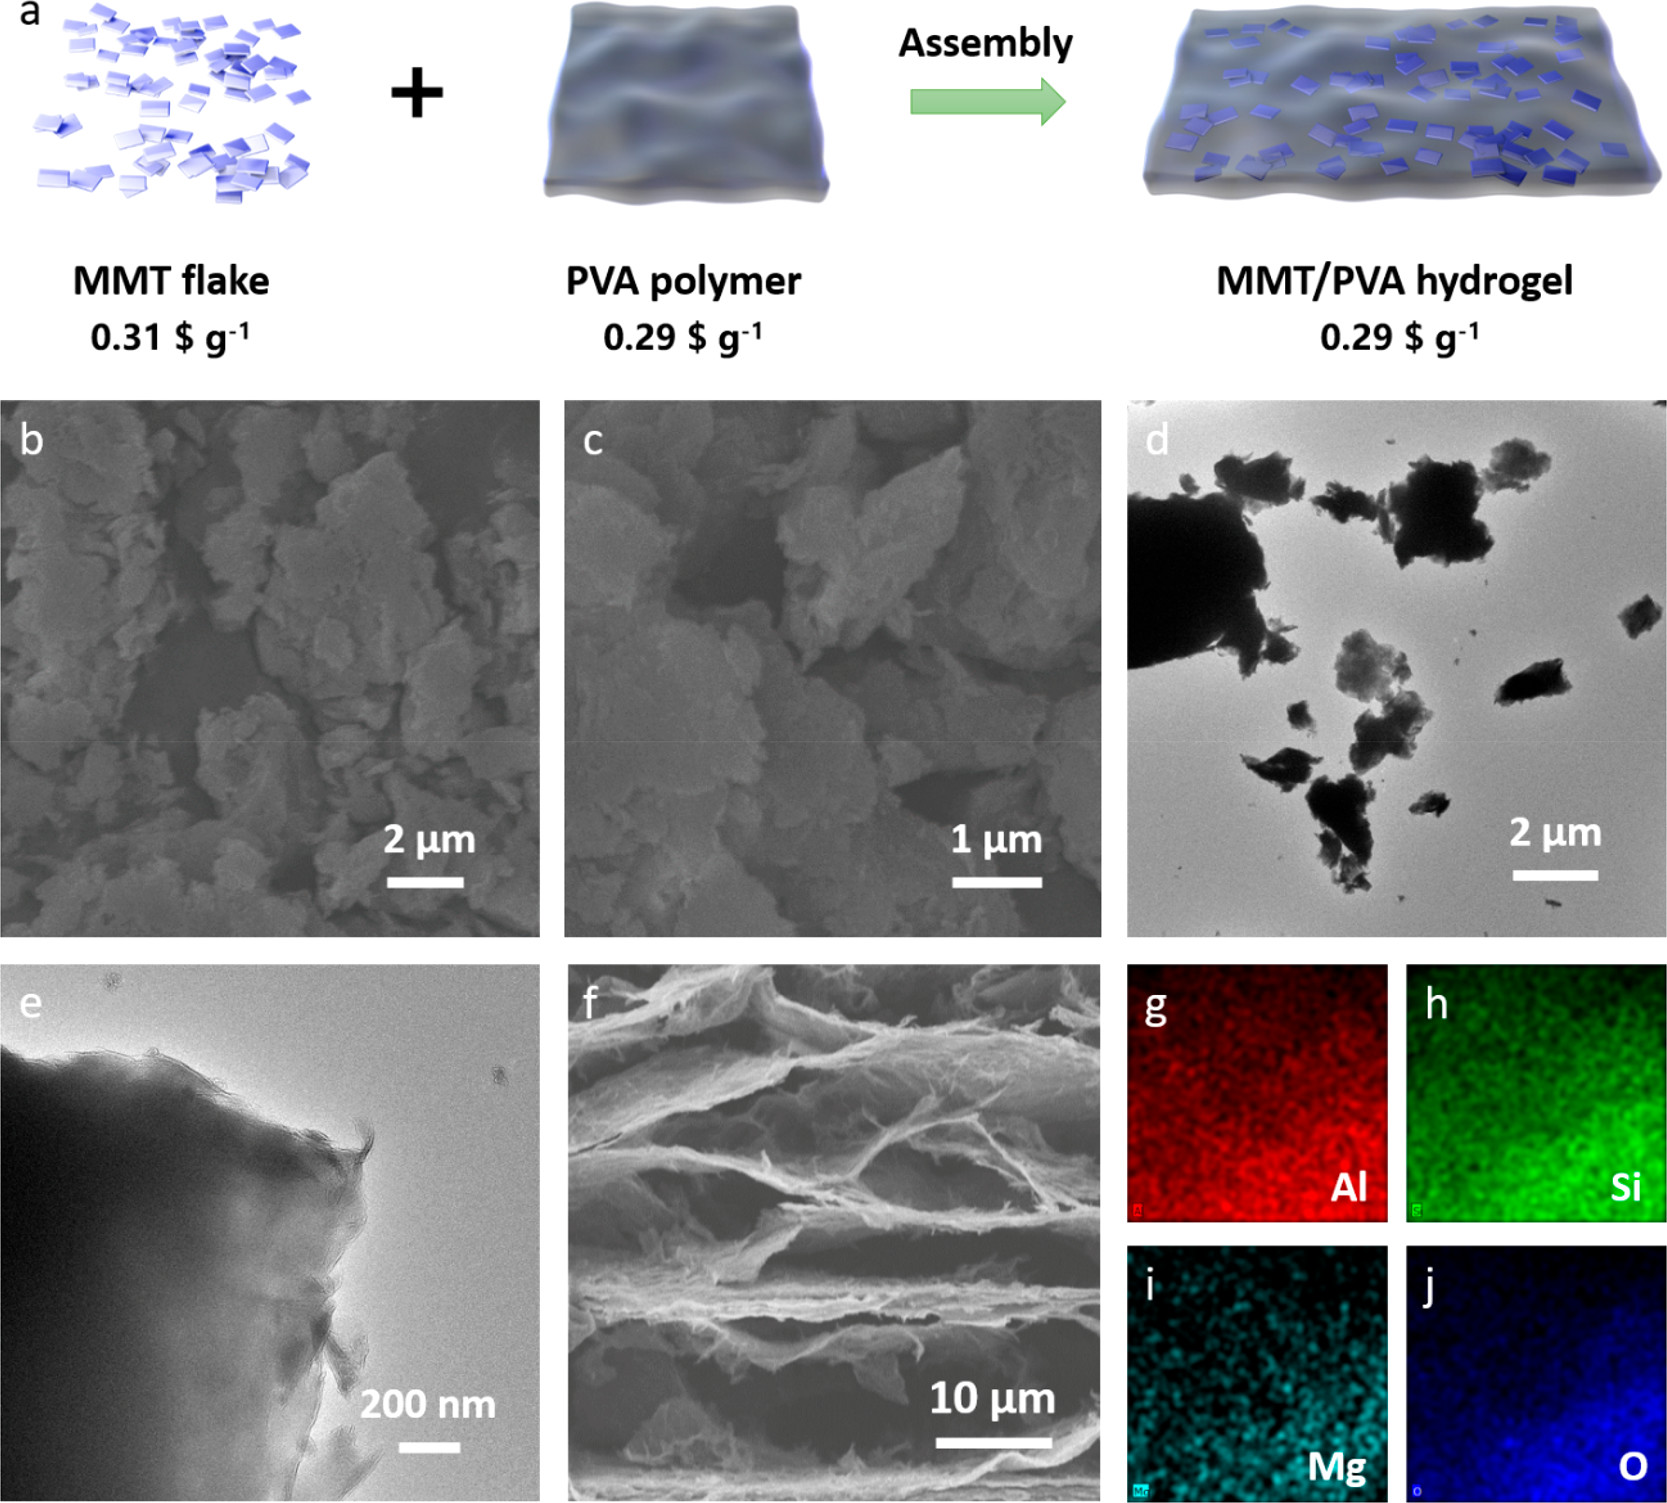 a
Assembly
+
MMT flake
PVA polymer
MMT/PVA hydrogel
0.31 $ g⁻¹
0.29 $ g⁻¹
0.29 $ g⁻¹
b
c
d
2 μm
1 μm
2 μm
e
f
g
h
Al
Si
i
j
200 nm
10 μm
Mg
O
O